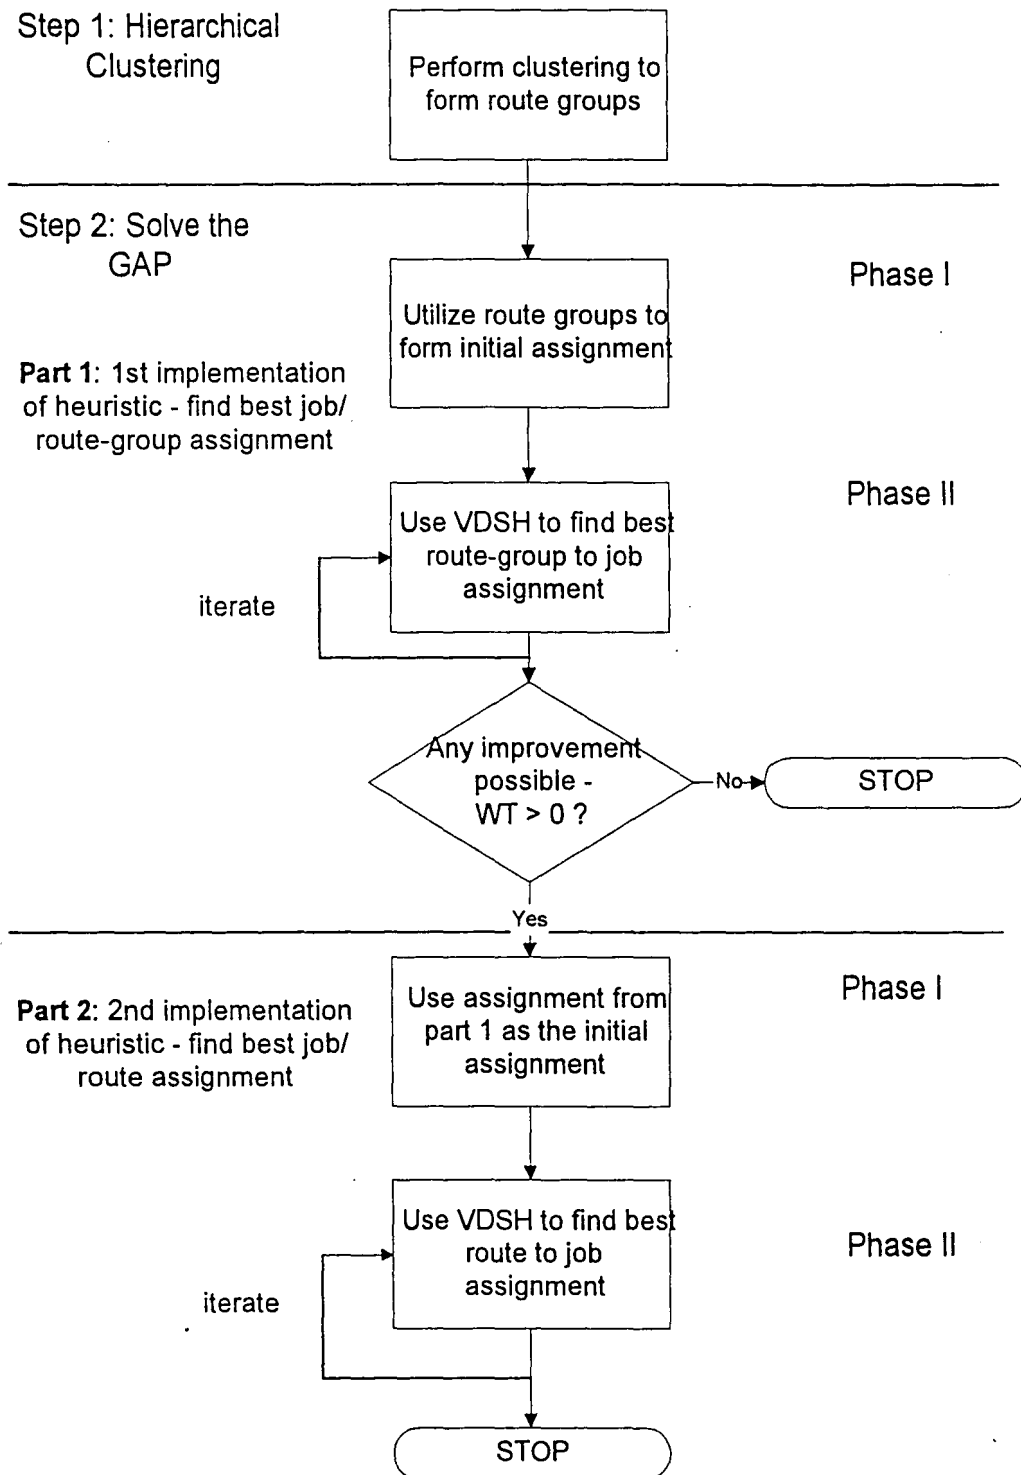 Step 1: Hierarchical
Clustering
Perform clustering to
form route groups
Step 2: Solve the
GAP
Phase I
Utilize route groups to
form initial assignment
Part 1: 1st implementation
of heuristic - find best job/
route-group assignment
Phase II
Use VDSH to find best
route-group to job
assignment
iterate
Any improvement
possible -
WT > 0 ?
No
STOP
Yes
Phase I
Use assignment from
part 1 as the initial
assignment
Part 2: 2nd implementation
of heuristic - find best job/
route assignment
Use VDSH to find best
route to job
assignment
Phase II
iterate
STOP